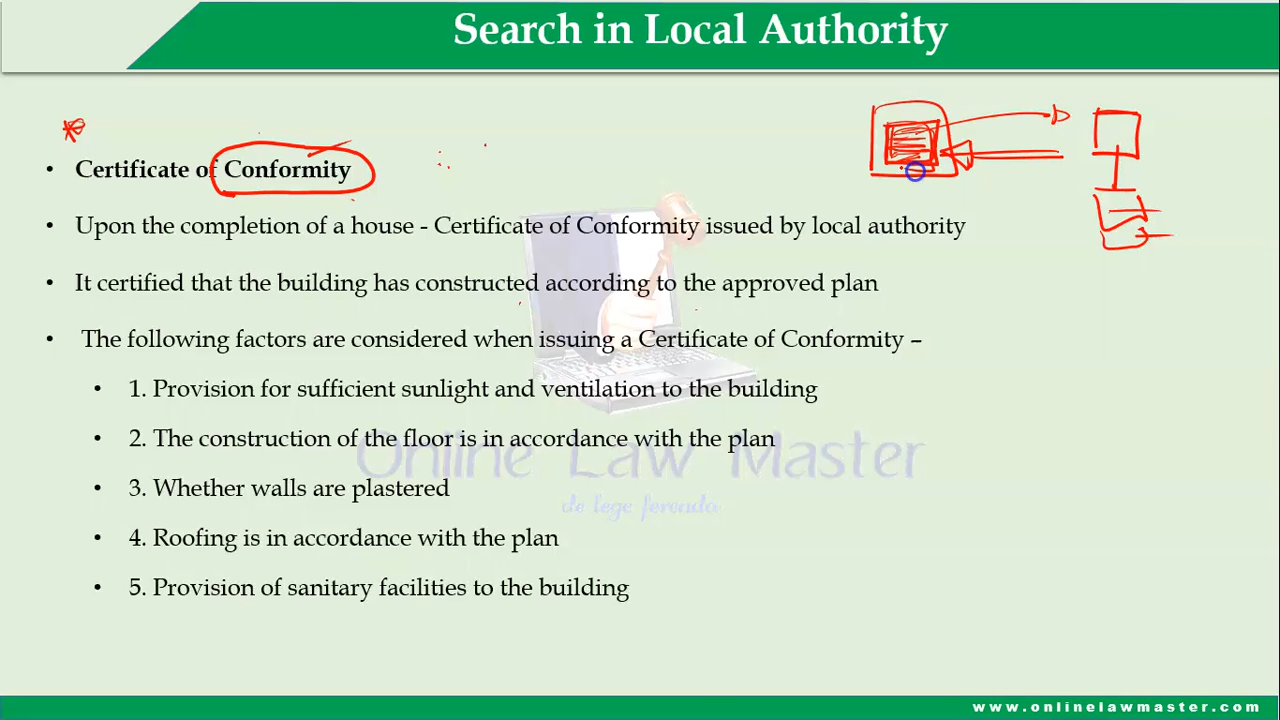 Search in Local Authority
• Certificate of Conformity
• Upon the completion of a house - Certificate of Conformity issued by local authority
• It certified that the building has constructed according to the approved plan
• The following factors are considered when issuing a Certificate of Conformity –
• 1. Provision for sufficient sunlight and ventilation to the building
• 2. The construction of the floor is in accordance with the plan
Online Law Master
• 3. Whether walls are plastered
de lege ferenda
• 4. Roofing is in accordance with the plan
• 5. Provision of sanitary facilities to the building
www.onlinelawmaster.com